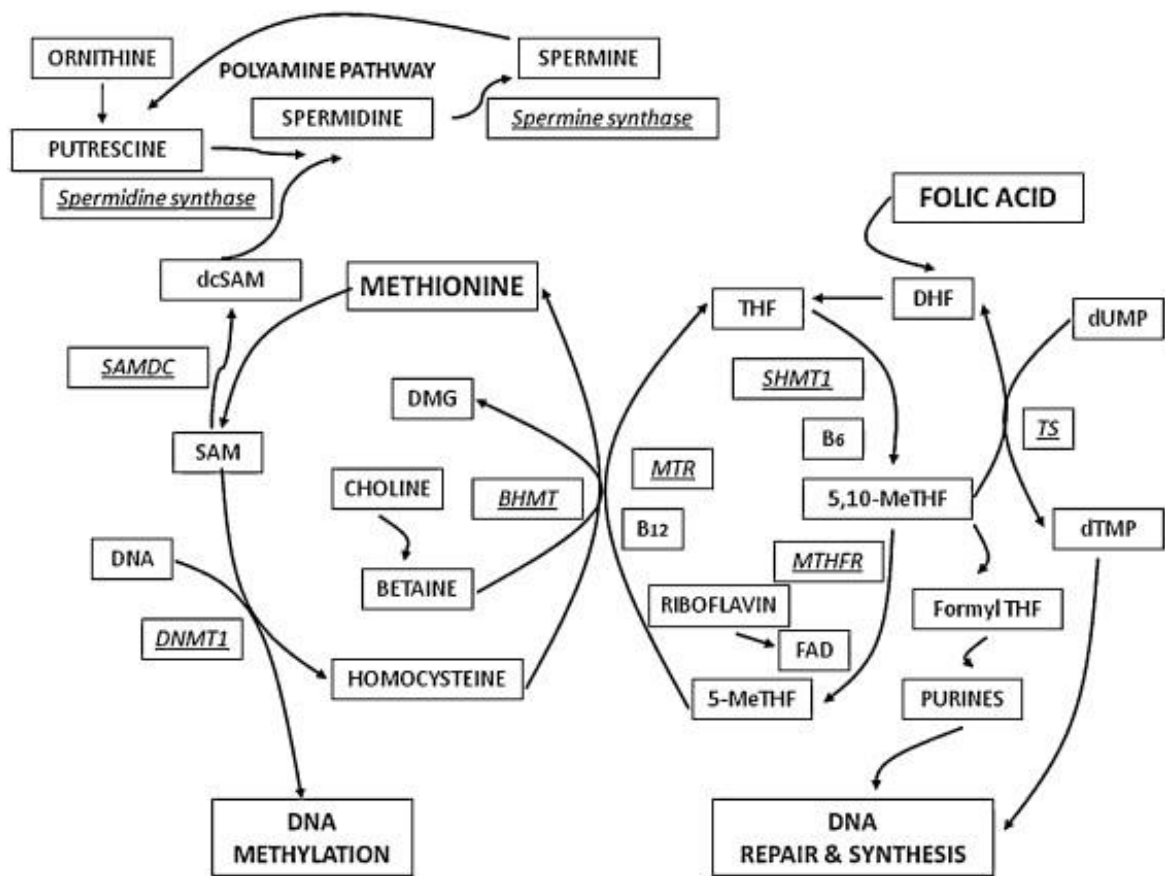 ORNITHINE
SPERMINE
POLYAMINE PATHWAY
SPERMIDINE
Spermine synthase
PUTRESCINE
Spermidine synthase
FOLIC ACID
dcSAM
METHIONINE
THF
DHF
dUMP
SAMDC
SHMT1
DMG
B6
TS
SAM
MTR
CHOLINE
BHMT
5,10-MeTHF
B12
dTMP
DNA
MTHFR
BETAINE
RIBOFLAVIN
Formyl THF
DNMT1
FAD
HOMOCYSTEINE
5-MeTHF
PURINES
DNA
METHYLATION
DNA
REPAIR & SYNTHESIS